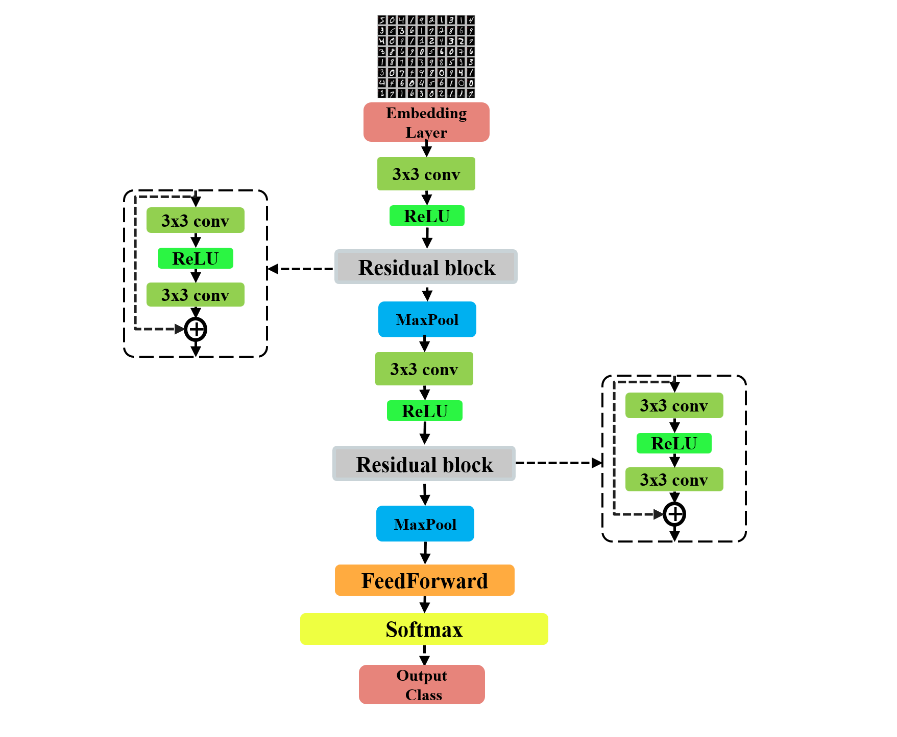 Embedding
Layer
3x3 conv
ReLU
Residual block
MaxPool
3x3 conv
ReLU
Residual block
MaxPool
FeedForward
Softmax
Output
Class
3x3 conv
ReLU
3x3 conv
3x3 conv
ReLU
3x3 conv